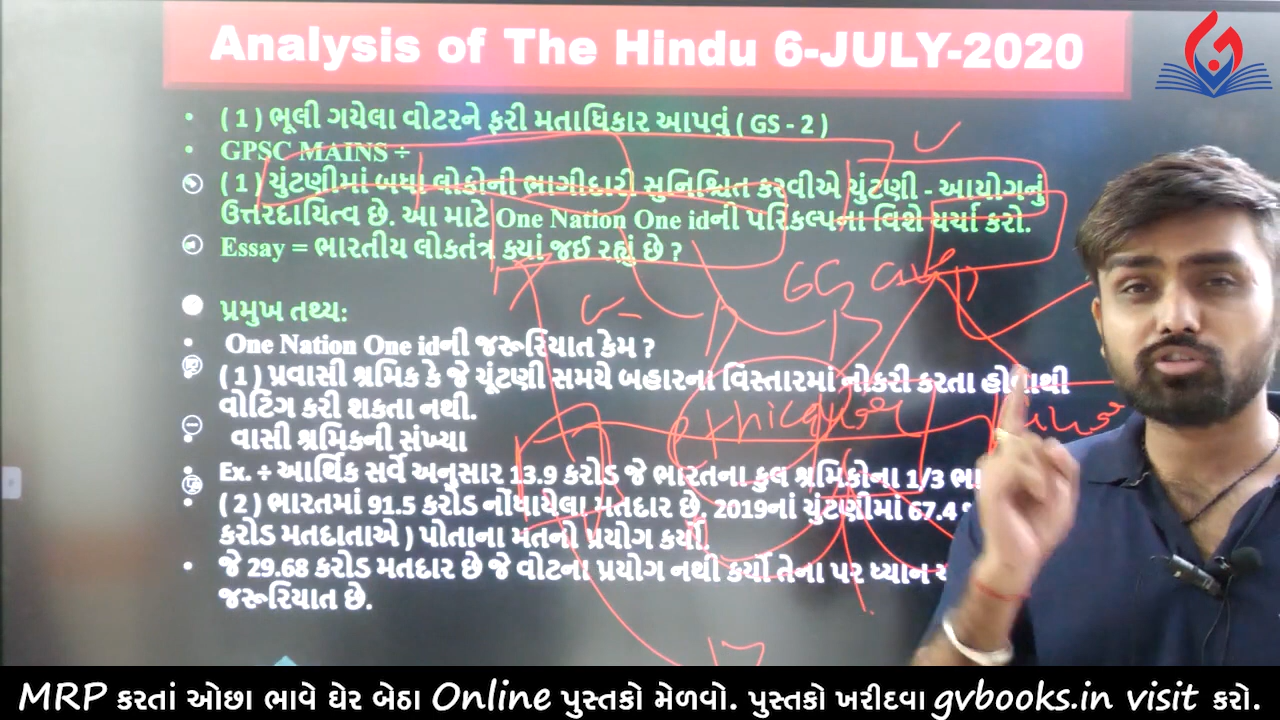 Analysis of The Hindu 6-JULY-2020
• ( 1 ) ભૂલી ગયેલા વોટરને ફરી મતાધિકાર આપવું ( GS - 2 )
• GPSC MAINS ÷
( 1 ) ચુંટણીમાં બધા લોકોની ભાગીદારી સુનિશ્ચિત કરવીએ ચુંટણી - આયોગનું
ઉત્તરદાયિત્વ છે. આ માટે One Nation One idની પરિકલ્પના વિશે ચર્ચા કરો.
Essay = ભારતીય લોકતંત્ર ક્યાં જઈ રહ્યું છે ?
પ્રમુખ તથ્ય:
• One Nation One idની જરૂરિયાત કેમ ?
( 1 ) પ્રવાસી શ્રમિક કે જે ચૂંટણી સમયે બહારના વિસ્તારમાં નોકરી કરતા હોવાથી
વોટિંગ કરી શકતા નથી.
• વાસી શ્રમિકની સંખ્યા
• Ex. ÷ આર્થિક સર્વે અનુસાર 13.9 કરોડ જે ભારતના કુલ શ્રમિકોના 1/3
• ( 2 ) ભારતમાં 91.5 કરોડ નોંધાયેલા મતદાર છે. 2019નાં ચુંટણીમાં 67.4
કરોડ મતદાતાએ ) પોતાના મતનો પ્રયોગ કર્યો.
• જે 29.68 કરોડ મતદાર છે જે વોટના પ્રયોગ નથી કર્યો તેના પર ધ્યાન
જરૂરિયાત છે.
MRP કરતાં ઓછા ભાવે ઘેર બેઠા Online પુસ્તકો મેળવો. પુસ્તકો ખરીદવા gvbooks.in visit કરો.